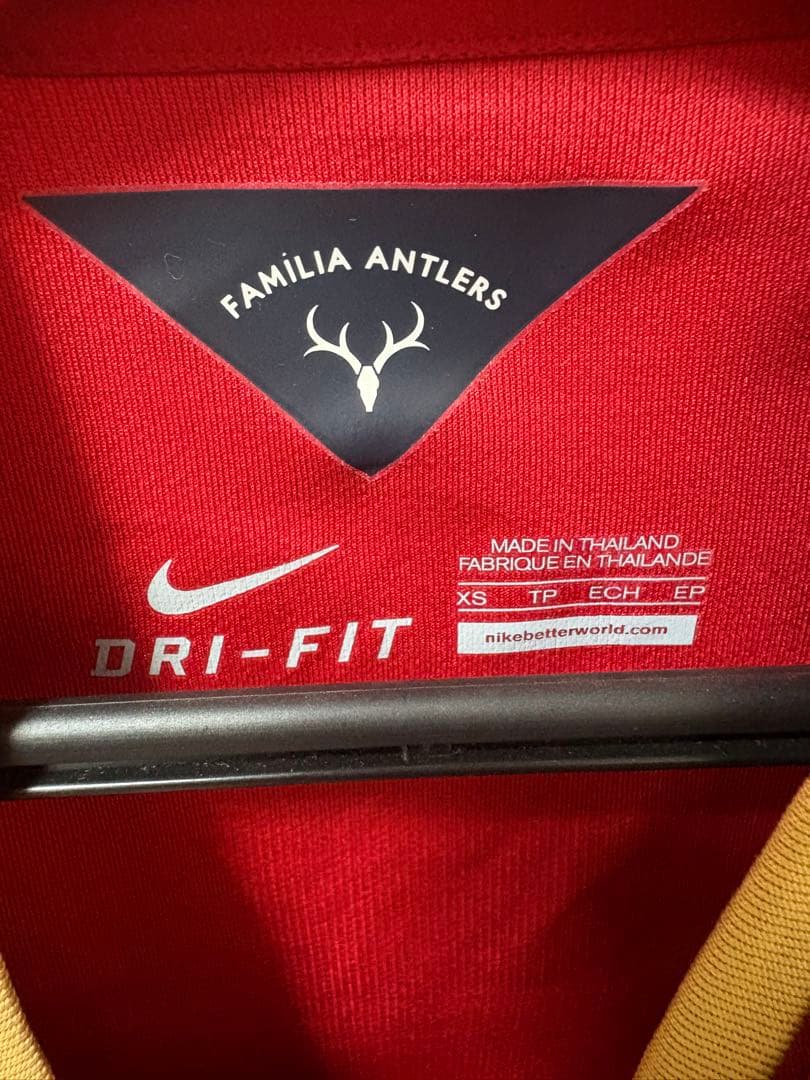 FAMÍLIA ANTLERS
DRI-FIT
MADE IN THAILAND
FABRIQUE EN THAILANDE
XS TP ECH EP
nikebetterworld.com